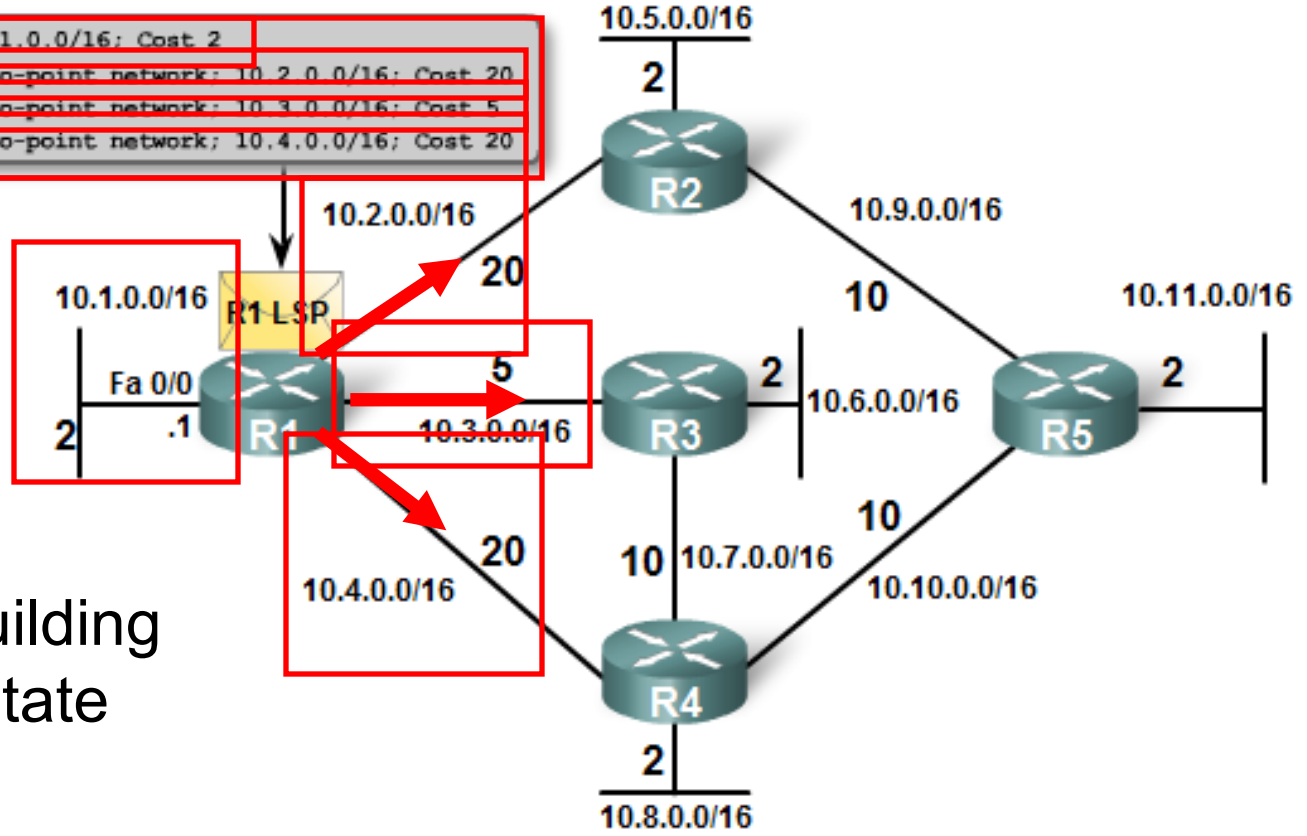 1.0.0/16; Cost 2
o-point network; 10.2.0.0/16; Cost 20
o-point network; 10.3.0.0/16; Cost 5
o-point network; 10.4.0.0/16; Cost 20
10.5.0.0/16
2
R2
10.2.0.0/16
20
10.9.0.0/16
10
10.1.0.0/16
R1 LSP
Fa 0/0
.1
2
R1
5
10.3.0.0/16
R3
2
10.6.0.0/16
10.11.0.0/16
2
R5
20
10.4.0.0/16
10
10.7.0.0/16
10
10.10.0.0/16
uilding
tate
R4
2
10.8.0.0/16